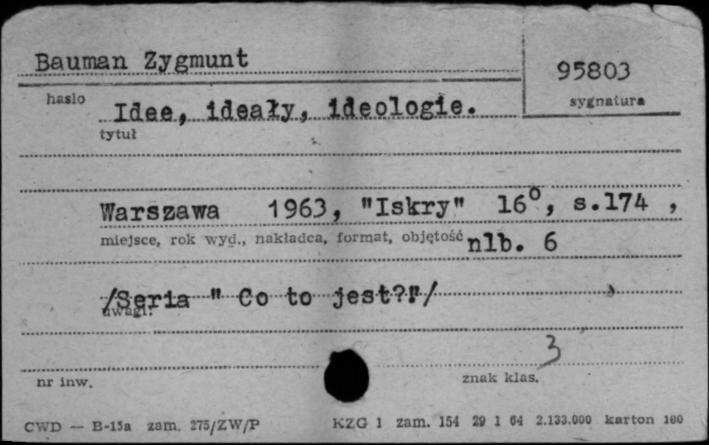 Bauman Zygmunt
95803
hasło
sygnatura
Idee, ideały, ideologie.
tytuł
Warszawa 1963, "Iskry" 16°, s.174 ,
miejsce, rok wyd., nakładca, format, objętość
nlb. 6
/Seria " Co to jest?"/
uwagi:
3
nr inw.
znak klas.
CWD — B-15a zam. 275/ZW/P
KZG 1 zam. 154 29 1 64 2.133.000 karton 160